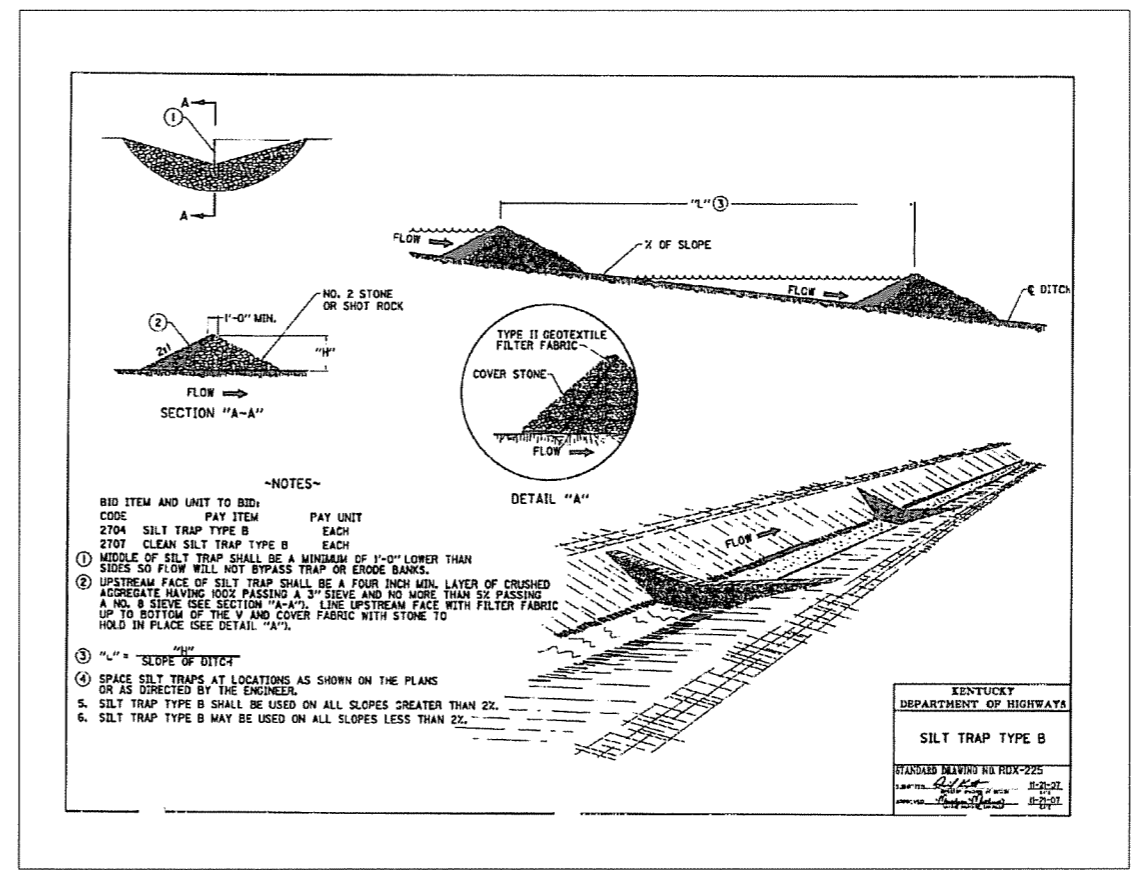 A
①
A
"L" ③
FLOW
% OF SLOPE
FLOW
℄ DITCH
NO. 2 STONE
OR SHOT ROCK
②
1'-0" MIN.
2:1
"H"
FLOW
SECTION "A-A"
TYPE II GEOTEXTILE
FILTER FABRIC
COVER STONE
FLOW
DETAIL "A"
FLOW
~NOTES~
BID ITEM AND UNIT TO BID:
CODE PAY ITEM PAY UNIT
2704 SILT TRAP TYPE B EACH
2707 CLEAN SILT TRAP TYPE B EACH
① MIDDLE OF SILT TRAP SHALL BE A MINIMUM OF 1'-0" LOWER THAN
SIDES SO FLOW WILL NOT BYPASS TRAP OR ERODE BANKS.
② UPSTREAM FACE OF SILT TRAP SHALL BE A FOUR INCH MIN. LAYER OF CRUSHED
AGGREGATE HAVING 100% PASSING A 3" SIEVE AND NO MORE THAN 5% PASSING
A NO. 8 SIEVE (SEE SECTION "A-A"). LINE UPSTREAM FACE WITH FILTER FABRIC
UP TO BOTTOM OF THE V AND COVER FABRIC WITH STONE TO
HOLD IN PLACE (SEE DETAIL "A").
③ "L" = "H"
SLOPE OF DITCH
④ SPACE SILT TRAPS AT LOCATIONS AS SHOWN ON THE PLANS
OR AS DIRECTED BY THE ENGINEER.
5. SILT TRAP TYPE B SHALL BE USED ON ALL SLOPES GREATER THAN 2%.
6. SILT TRAP TYPE B MAY BE USED ON ALL SLOPES LESS THAN 2%.
KENTUCKY
DEPARTMENT OF HIGHWAYS
SILT TRAP TYPE B
STANDARD DRAWING NO. RDX-225
11-21-07
APPROVED 11-21-07